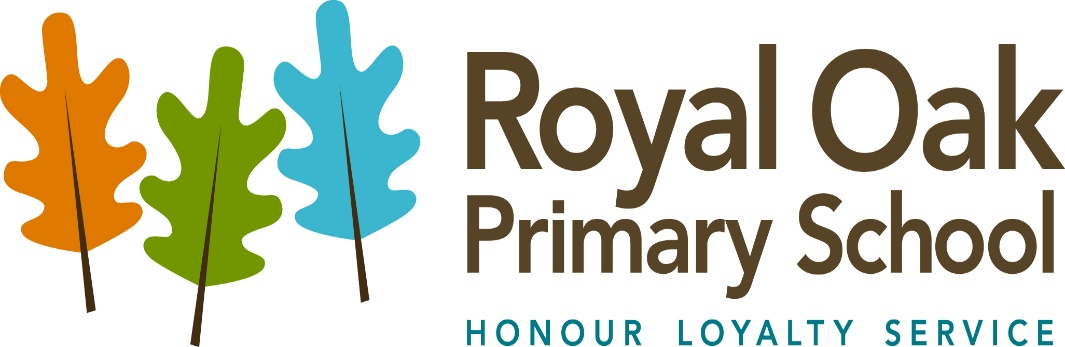 Royal Oak
Primary School
HONOUR LOYALTY SERVICE